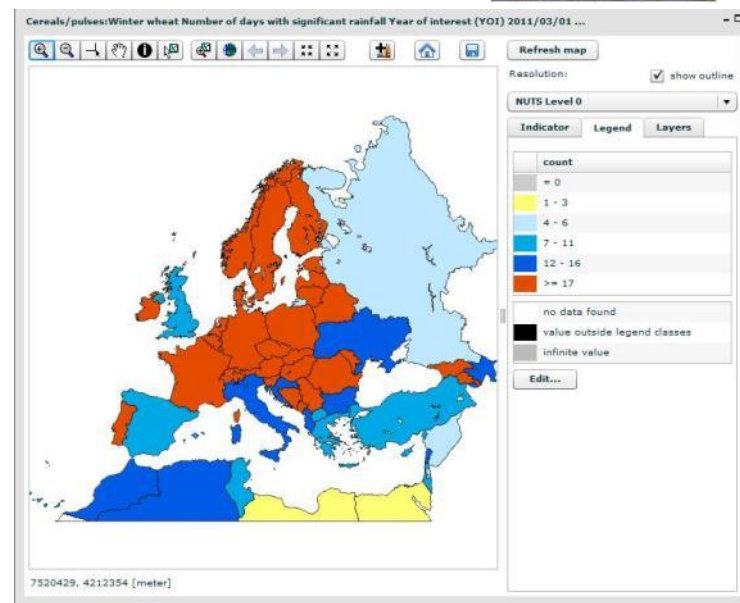 Cereals/pulses:Winter wheat Number of days with significant rainfall Year of interest (YOI) 2011/03/01 ...
Refresh map
Resolution:
show outline
NUTS Level 0
Indicator
Legend
Layers
count
= 0
1 - 3
4 - 6
7 - 11
12 - 16
>= 17
no data found
value outside legend classes
infinite value
Edit...
7520429, 4212354 [meter]